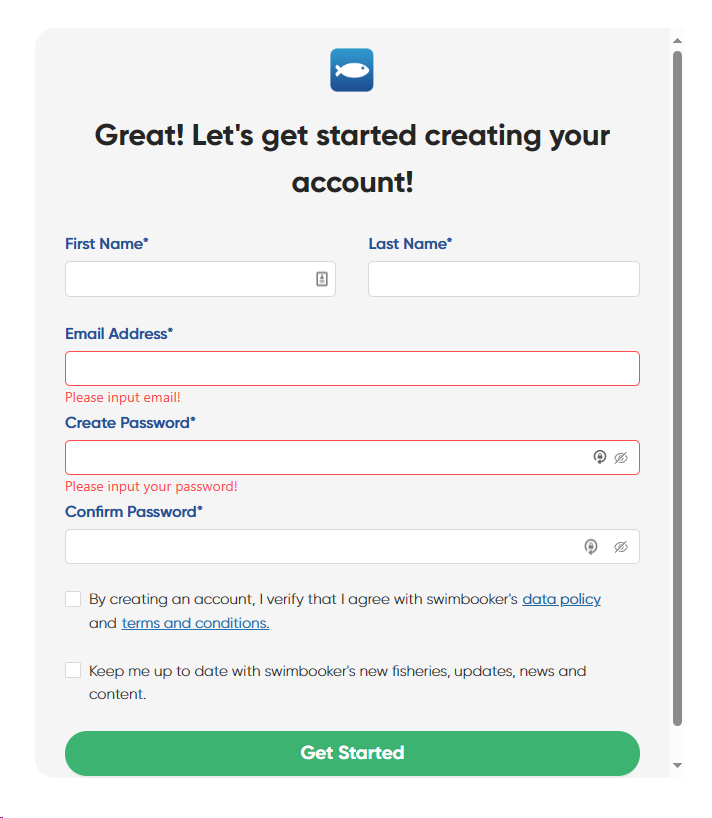 Great! Let's get started creating your
account!
First Name*
Last Name*
Email Address*
Please input email!
Create Password*
Please input your password!
Confirm Password*
By creating an account, I verify that I agree with swimbooker's data policy
and terms and conditions.
Keep me up to date with swimbooker's new fisheries, updates, news and
content.
Get Started